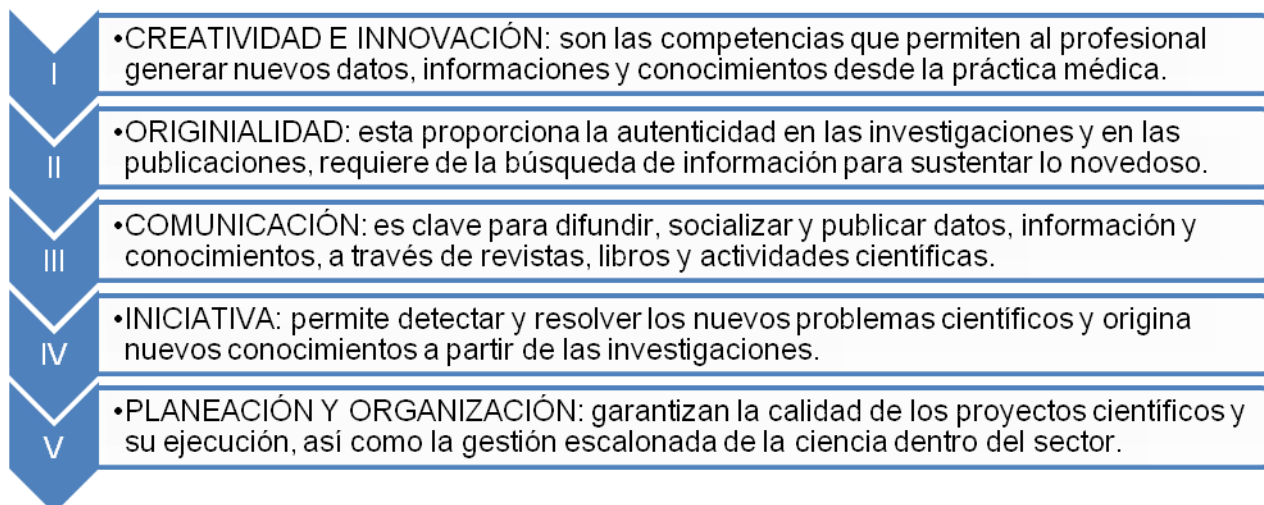 I
•CREATIVIDAD E INNOVACIÓN: son las competencias que permiten al profesional
generar nuevos datos, informaciones y conocimientos desde la práctica médica.
II
•ORIGINIALIDAD: esta proporciona la autenticidad en las investigaciones y en las
publicaciones, requiere de la búsqueda de información para sustentar lo novedoso.
III
•COMUNICACIÓN: es clave para difundir, socializar y publicar datos, información y
conocimientos, a través de revistas, libros y actividades científicas.
IV
•INICIATIVA: permite detectar y resolver los nuevos problemas científicos y origina
nuevos conocimientos a partir de las investigaciones.
V
•PLANEACIÓN Y ORGANIZACIÓN: garantizan la calidad de los proyectos científicos y
su ejecución, así como la gestión escalonada de la ciencia dentro del sector.